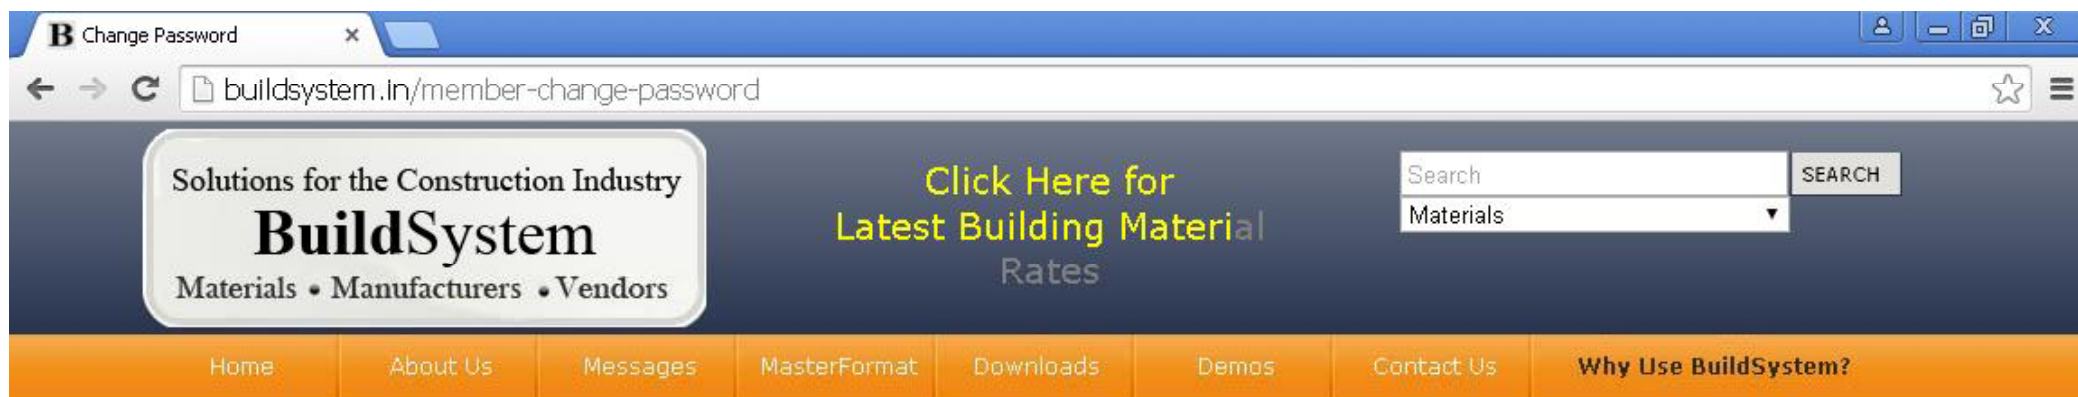 B Change Password
buildsystem.in/member-change-password
Solutions for the Construction Industry
BuildSystem
Materials • Manufacturers • Vendors
Click Here for
Latest Building Material
Rates
Search
SEARCH
Materials
Home About Us Messages MasterFormat Downloads Demos Contact Us Why Use BuildSystem?